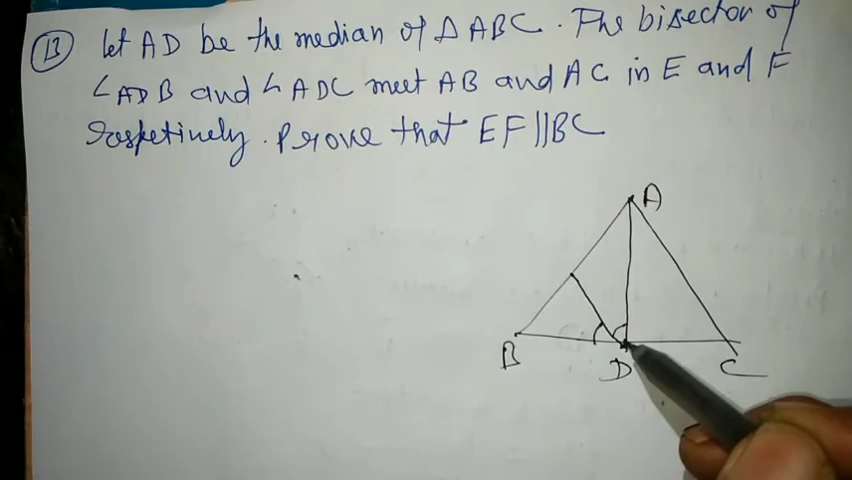 13 let AD be the median of Δ ABC. The bisector of
∠ADB and ∠ADC meet AB and AC in E and F
respetively. Prove that EF||BC
A
B
D
C